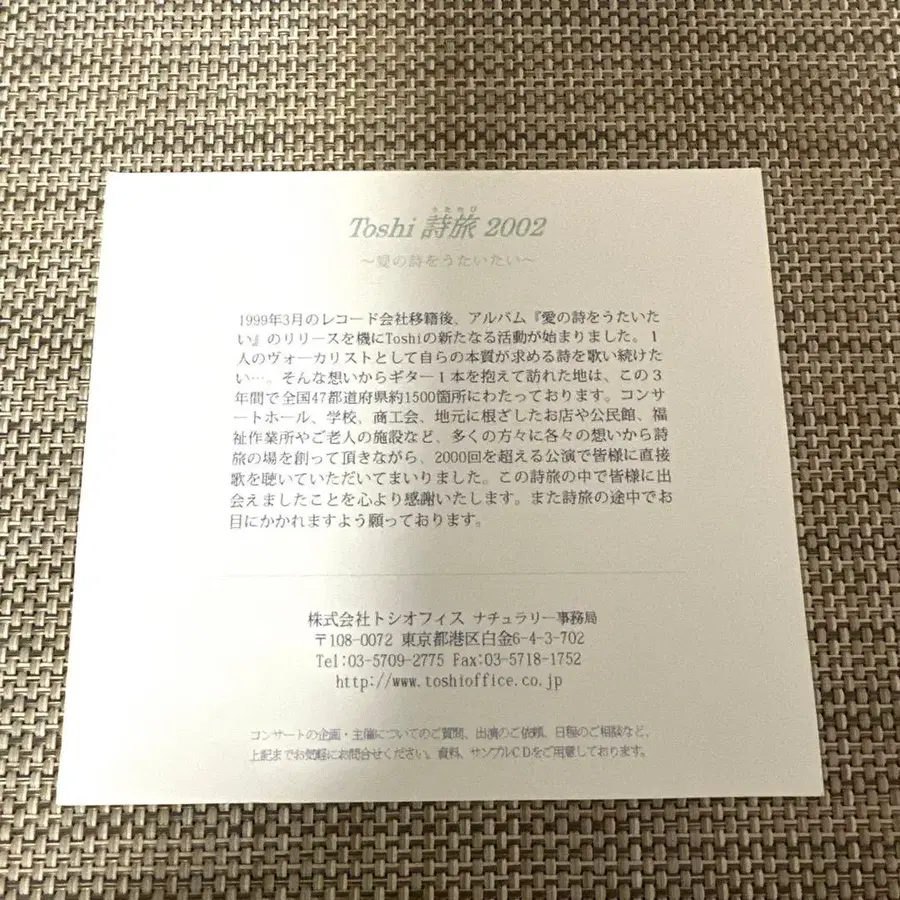 うたたび
Toshi 詩旅 2002
～愛の詩をうたいたい～
1999年3月のレコード会社移籍後、アルバム『愛の詩をうたいた
い』のリリースを機にToshiの新たなる活動が始まりました。１
人のヴォーカリストとして自らの本質が求める詩を歌い続けた
い…。そんな想いからギター１本を抱えて訪れた地は、この３
年間で全国47都道府県約1500箇所にわたっております。コンサ
ートホール、学校、商工会、地元に根ざしたお店や公民館、福
祉作業所やご老人の施設など、多くの方々に各々の想いから詩
旅の場を創って頂きながら、2000回を超える公演で皆様に直接
歌を聴いていただいてまいりました。この詩旅の中で皆様に出
会えましたことを心より感謝いたします。また詩旅の途中でお
目にかかれますよう願っております。
株式会社トシオフィス ナチュラリー事務局
〒108-0072 東京都港区白金6-4-3-702
Tel:03-5709-2775 Fax:03-5718-1752
http://www.toshioffice.co.jp
コンサートの企画・主催についてのご質問、出演のご依頼、日程のご相談など、
上記までお気軽にお問合せください。資料、サンプルＣＤをご用意しております。